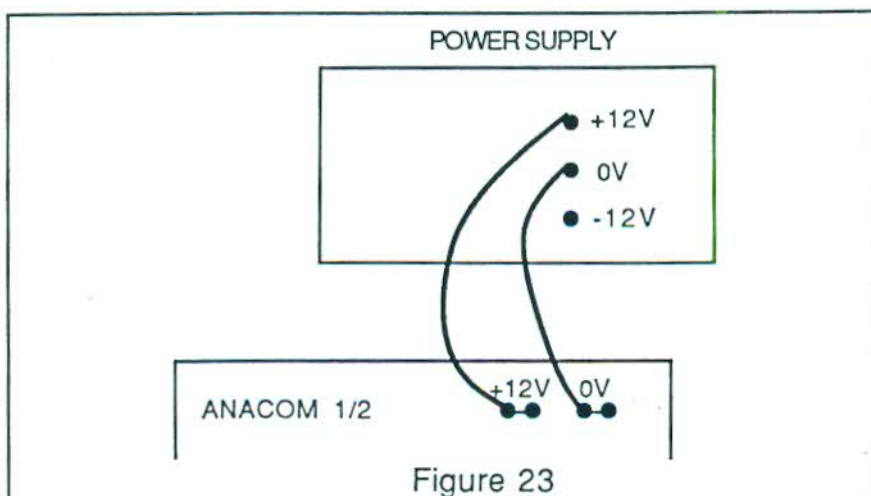 POWER SUPPLY
+12V
0V
-12V
+12V 0V
ANACOM 1/2
Figure 23